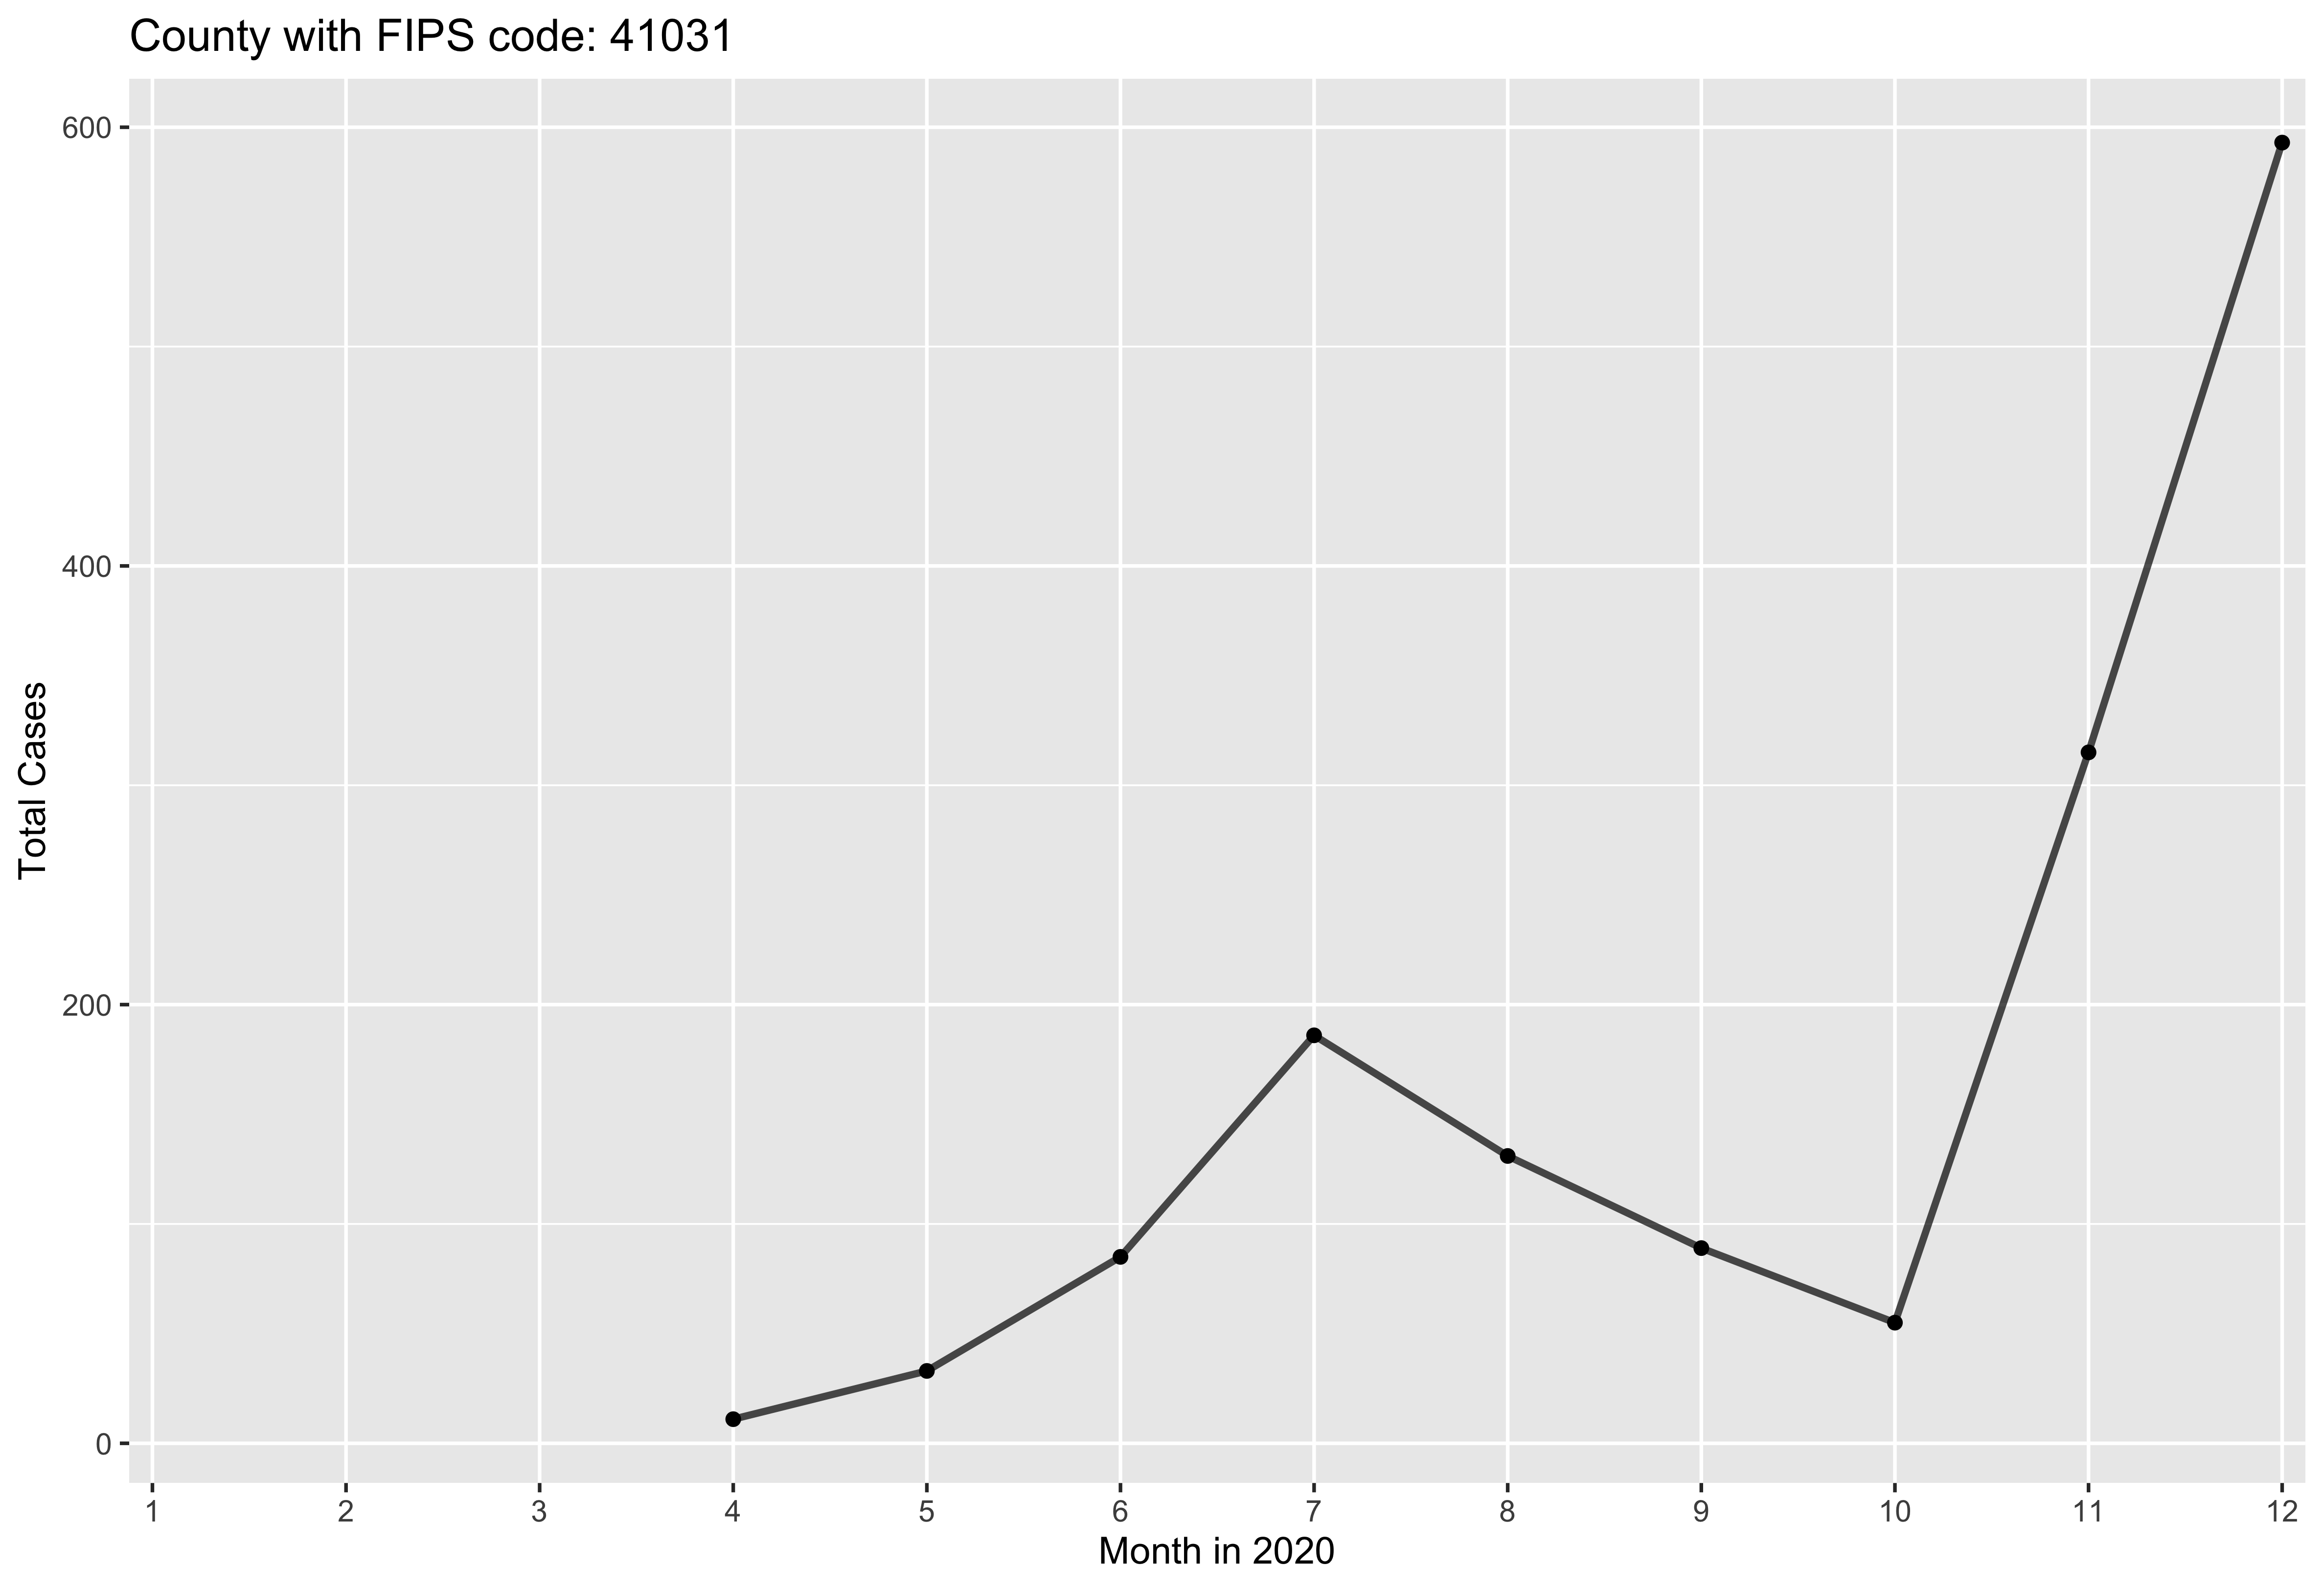 County with FIPS code: 41031
Total Cases
600
400
200
0
1 2 3 4 5 6 7 8 9 10 11 12
Month in 2020